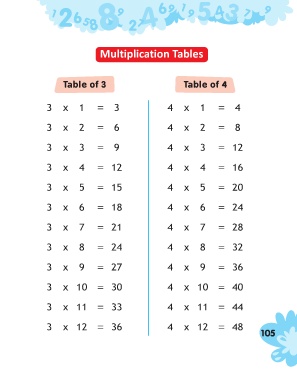 Multiplication Tables
Table of 3
3 x 1 = 3
3 x 2 = 6
3 x 3 = 9
3 x 4 = 12
3 x 5 = 15
3 x 6 = 18
3 x 7 = 21
3 x 8 = 24
3 x 9 = 27
3 x 10 = 30
3 x 11 = 33
3 x 12 = 36
Table of 4
4 x 1 = 4
4 x 2 = 8
4 x 3 = 12
4 x 4 = 16
4 x 5 = 20
4 x 6 = 24
4 x 7 = 28
4 x 8 = 32
4 x 9 = 36
4 x 10 = 40
4 x 11 = 44
4 x 12 = 48
105